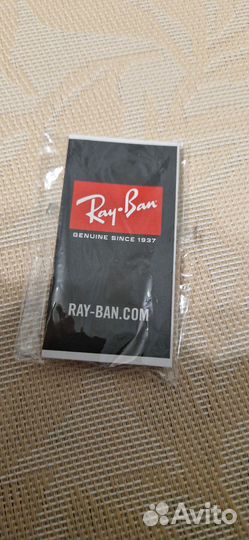 Ray-Ban
GENUINE SINCE 1937
RAY-BAN.COM
Avito